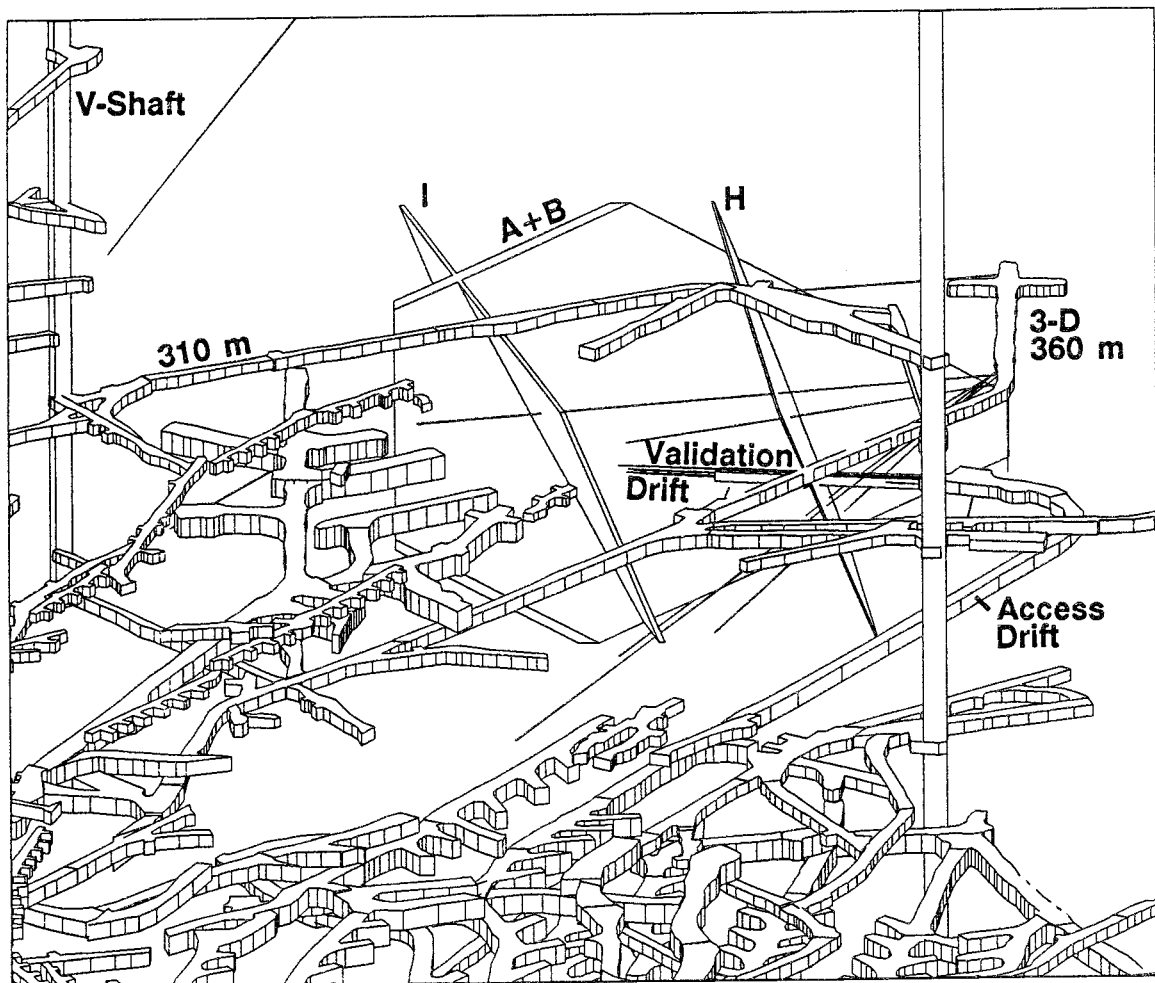 V-Shaft
I
A+B
H
3-D
360 m
310 m
Validation
Drift
Access
Drift